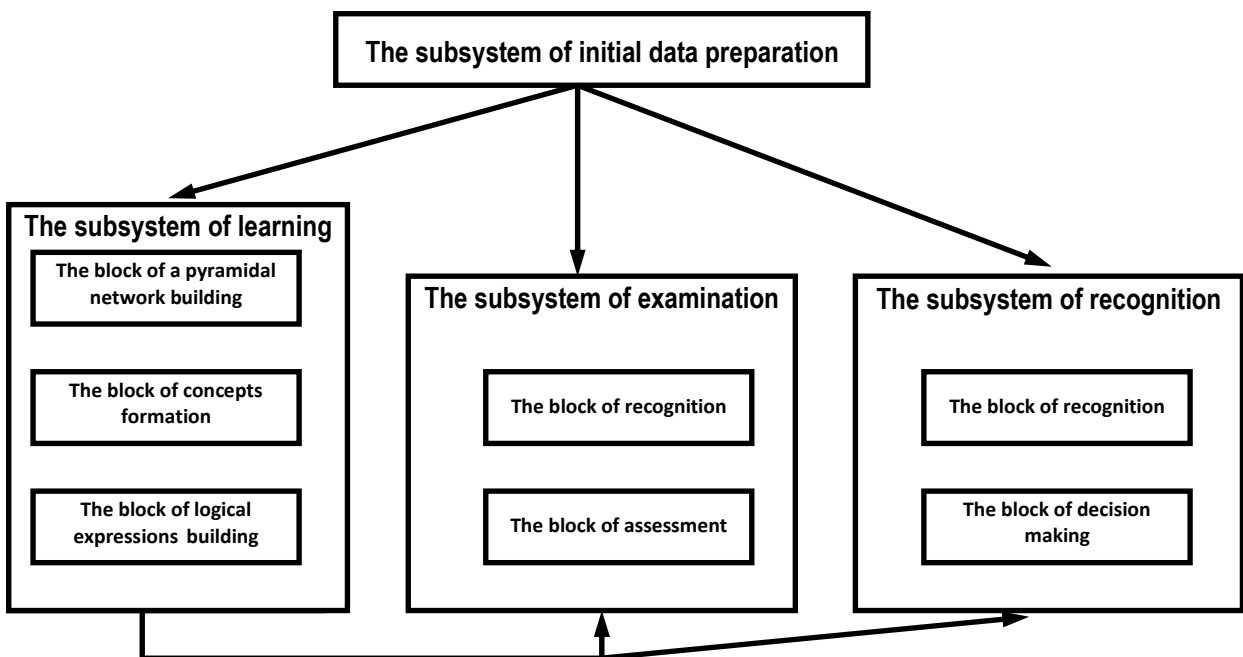 The subsystem of initial data preparation
The subsystem of learning
The block of a pyramidal
network building
The block of concepts
formation
The block of logical
expressions building
The subsystem of examination
The block of recognition
The block of assessment
The subsystem of recognition
The block of recognition
The block of decision
making